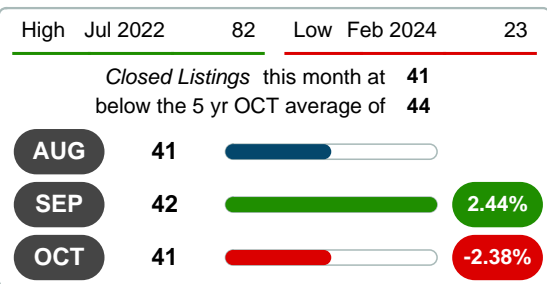 High Jul 2022 82 Low Feb 2024 23
Closed Listings this month at 41
below the 5 yr OCT average of 44
AUG 41
SEP 42 2.44%
OCT 41 -2.38%